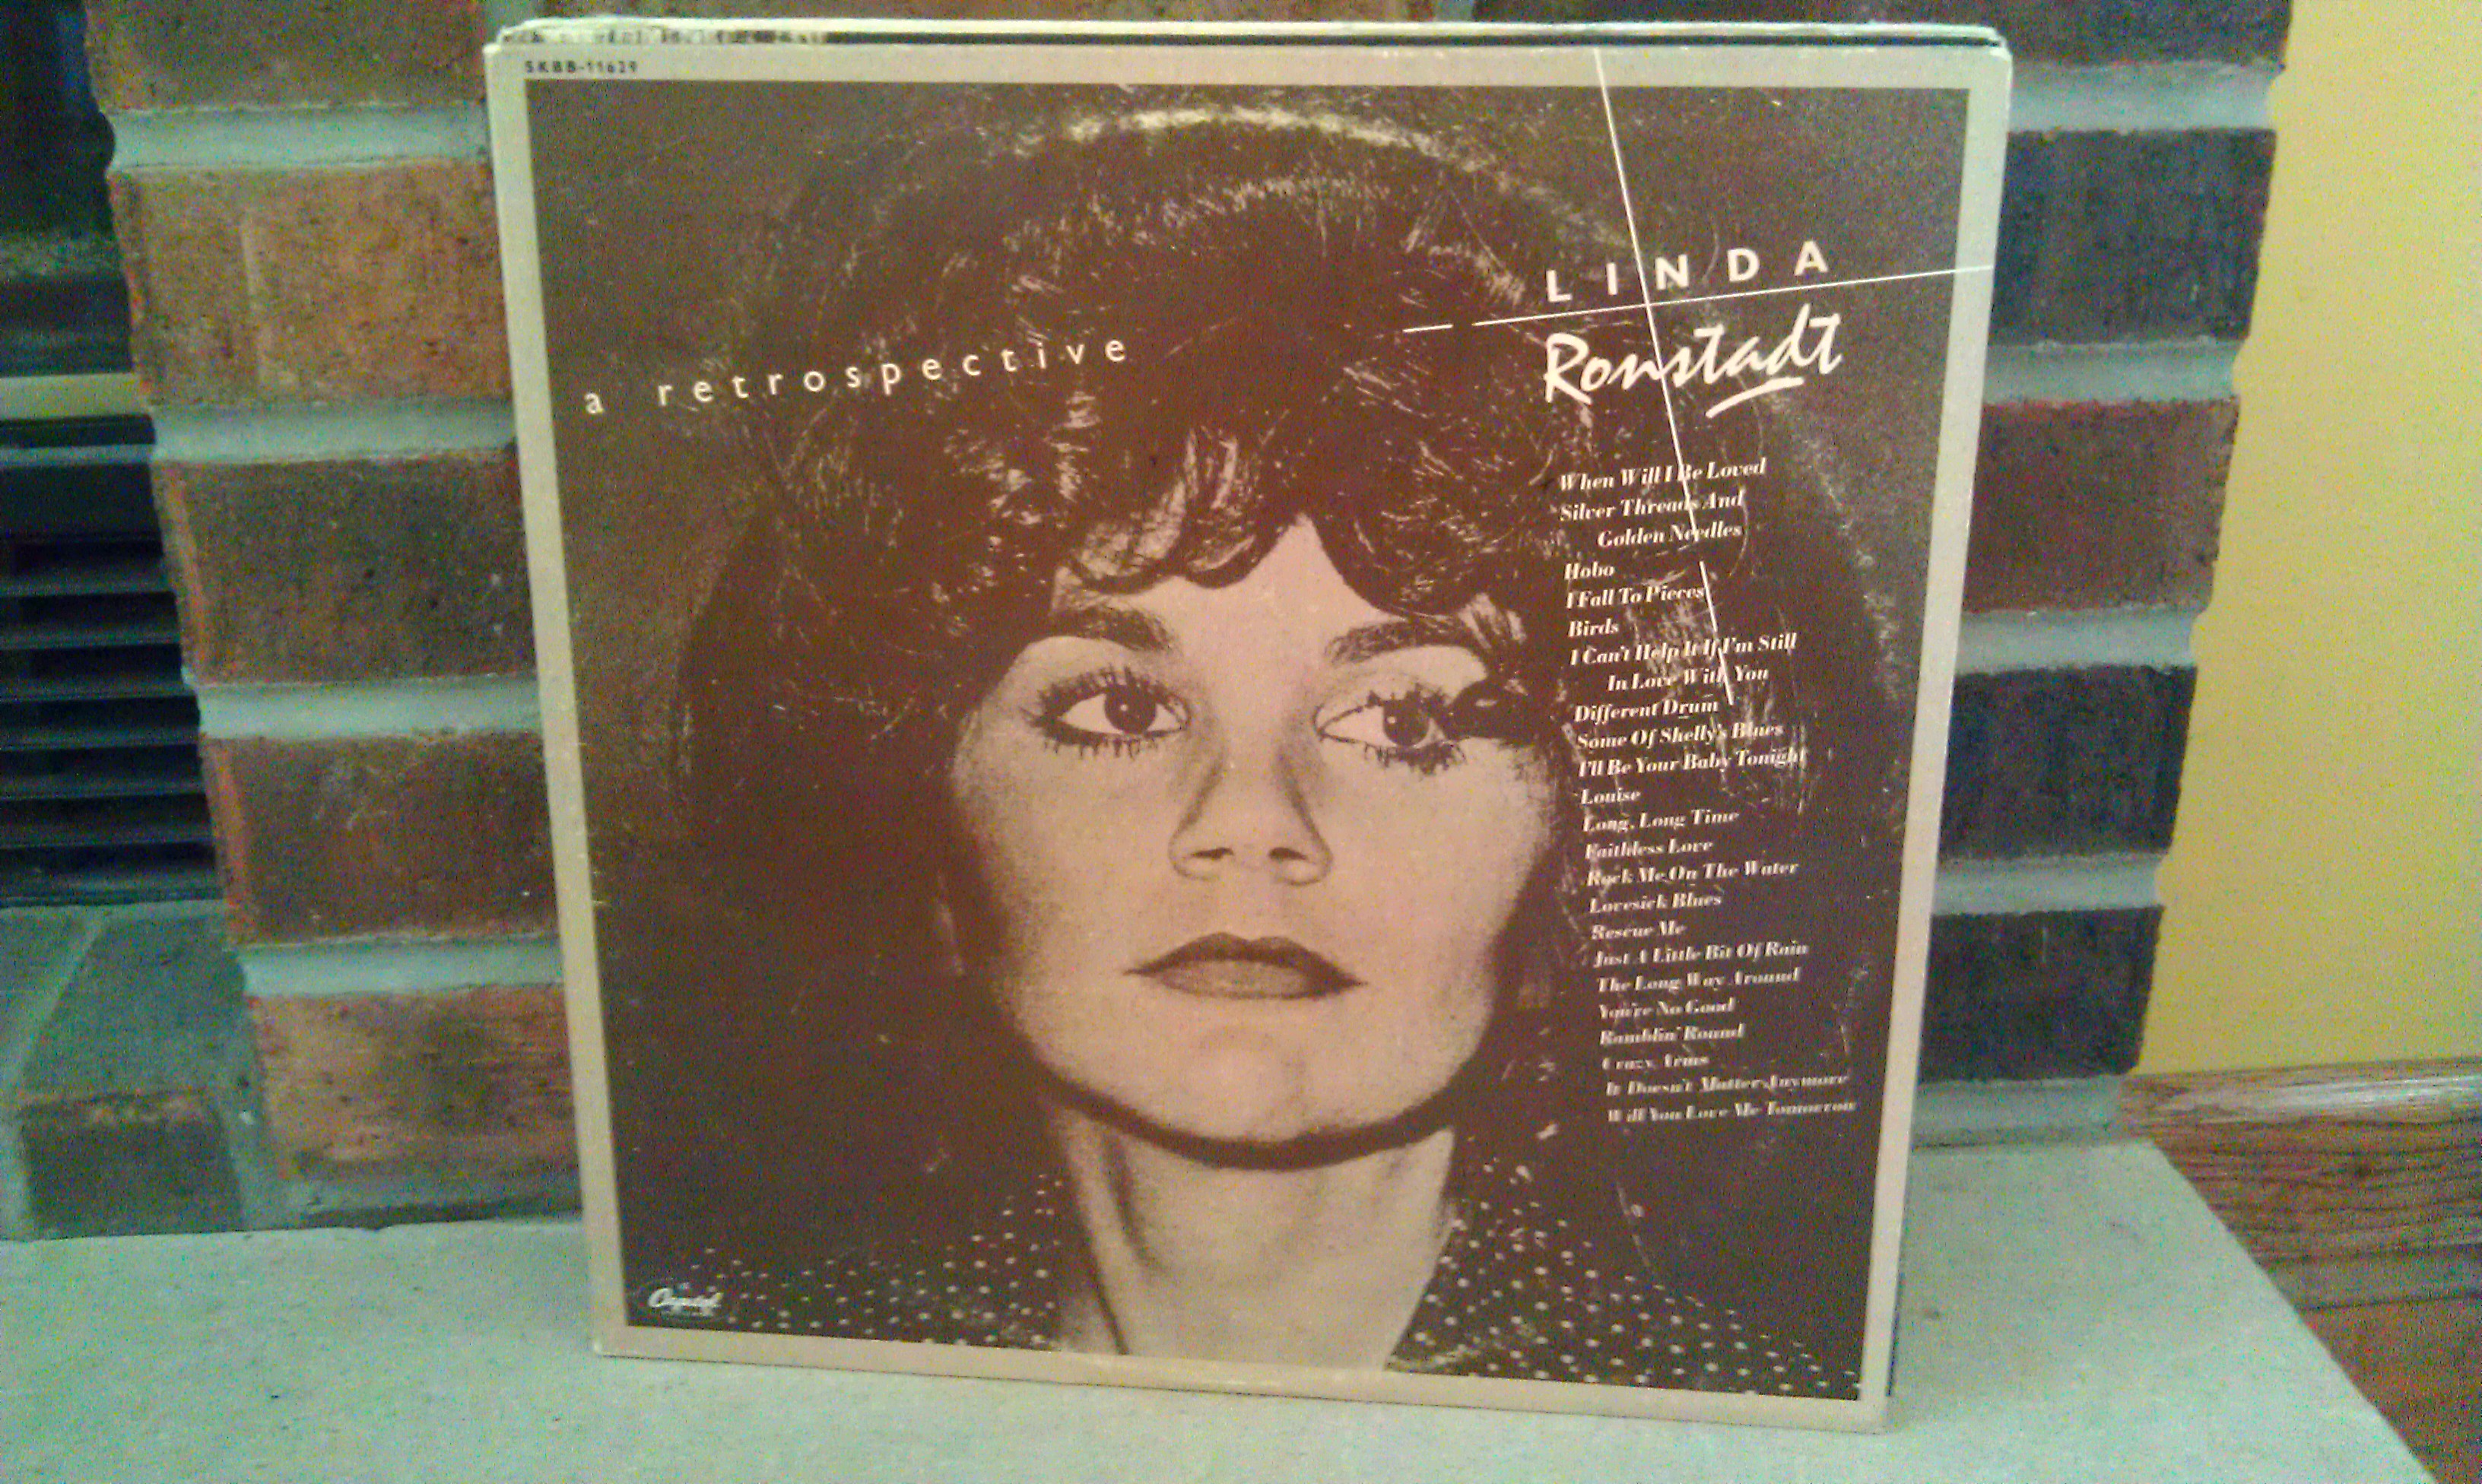 SKBB-11629
LINDA
Ronstadt
a retrospective
When Will I Be Loved
Silver Threads And
Golden Needles
Hobo
I Fall To Pieces
Birds
I Can't Help It If I'm Still
In Love With You
Different Drum
Some Of Shelly's Blues
I'll Be Your Baby Tonight
Louise
Long, Long Time
Faithless Love
Rock Me On The Water
Lovesick Blues
Rescue Me
Just A Little Bit Of Rain
The Long Way Around
You're No Good
Ramblin' Round
Crazy Arms
It Doesn't Matter Anymore
Will You Love Me Tomorrow
Capitol